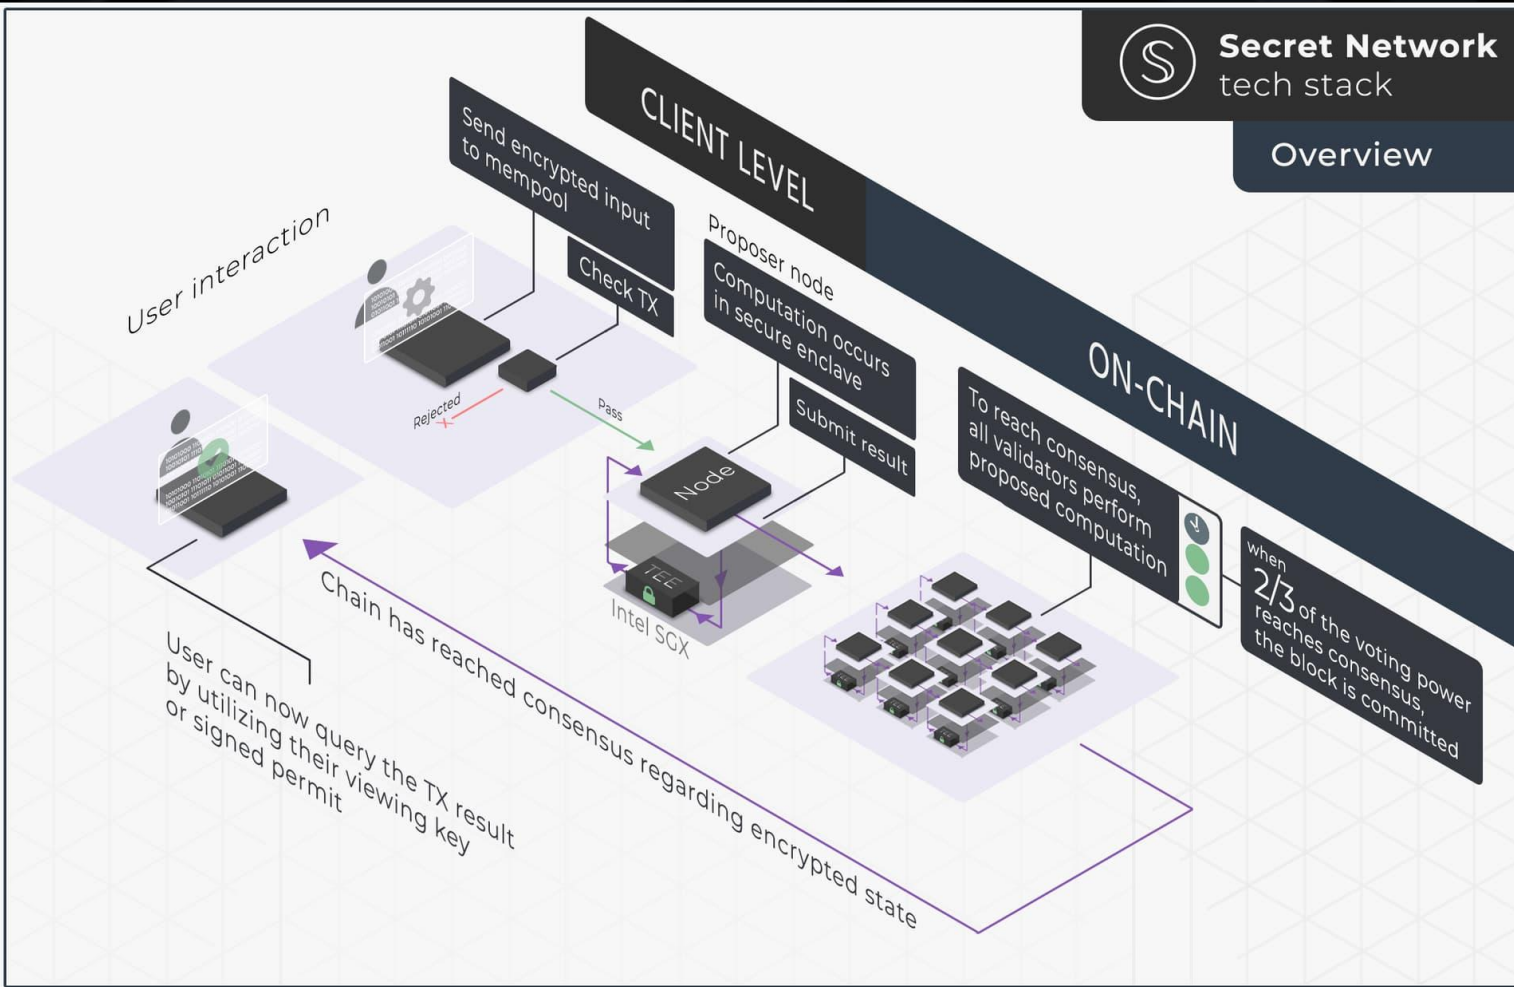 Secret Network
tech stack
Overview
CLIENT LEVEL
ON-CHAIN
User interaction
Send encrypted input
to mempool
Check TX
Rejected
Pass
Proposer node
Computation occurs
in secure enclave
Submit result
Node
TEE
Intel SGX
To reach consensus,
all validators perform
proposed computation
when
2/3 of the voting power
reaches consensus,
the block is committed
Chain has reached consensus regarding encrypted state
User can now query the TX result
by utilizing their viewing key
or signed permit